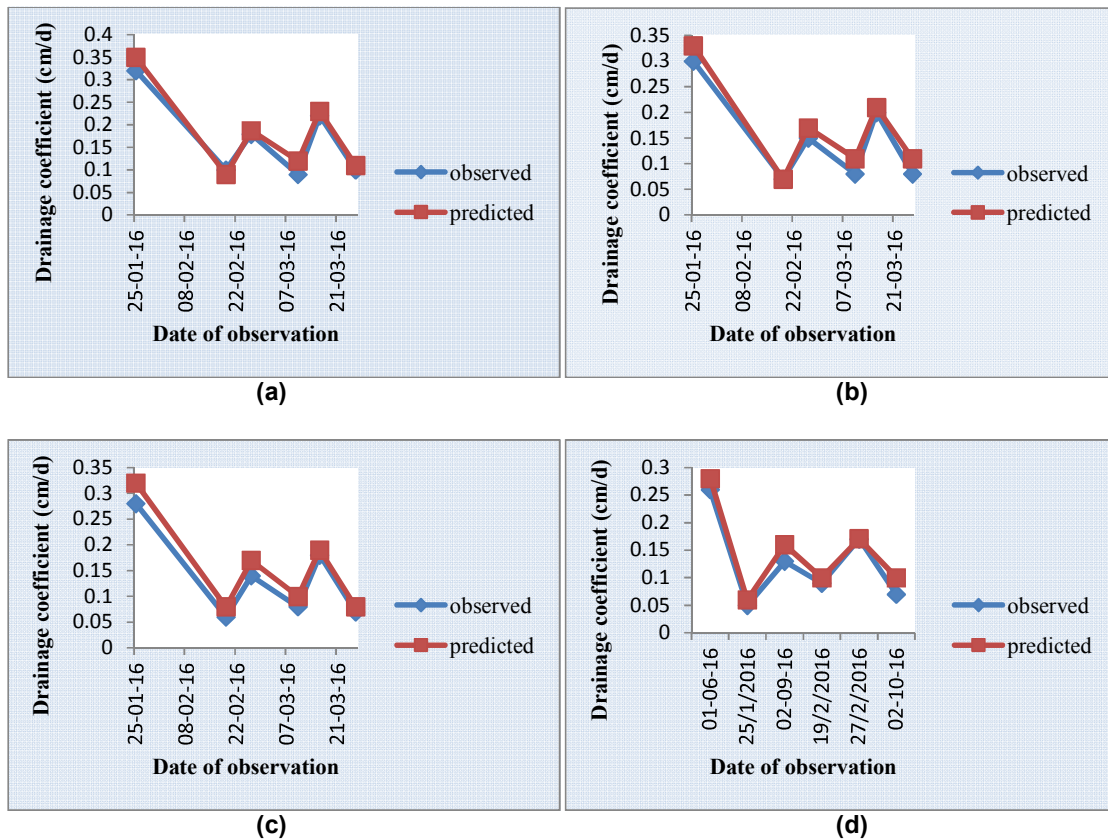 0.4
0.35
0.3
0.25
0.2
0.15
0.1
0.05
0
Drainage coefficient (cm/d)
25-01-16
08-02-16
22-02-16
07-03-16
21-03-16
Date of observation
observed
predicted
(a)
0.35
0.3
0.25
0.2
0.15
0.1
0.05
0
Drainage coefficient (cm/d)
25-01-16
08-02-16
22-02-16
07-03-16
21-03-16
Date of observation
observed
predicted
(b)
0.35
0.3
0.25
0.2
0.15
0.1
0.05
0
Drainage coefficient (cm/d)
25-01-16
08-02-16
22-02-16
07-03-16
21-03-16
Date of observation
observed
predicted
(c)
0.3
0.25
0.2
0.15
0.1
0.05
0
Drainage coefficient (cm/d)
01-06-16
25/1/2016
02-09-16
19/2/2016
27/2/2016
02-10-16
Date of observation
observed
predicted
(d)